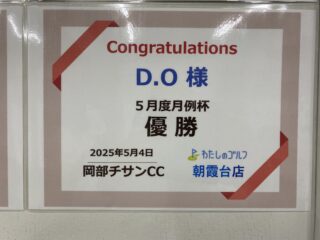 Congratulations
D.O 様
５月度月例杯
優勝
2025年5月4日 わたしのゴルフ
岡部チサンCC 朝霞台店